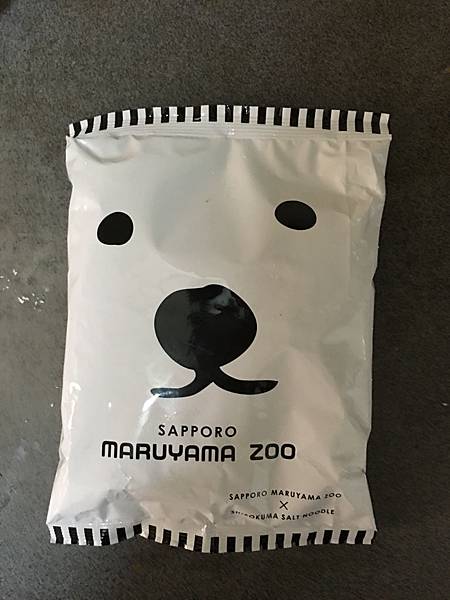 SAPPORO
MARUYAMA ZOO
SAPPORO MARUYAMA ZOO
×
SHIROKUMA SALT NOODLE